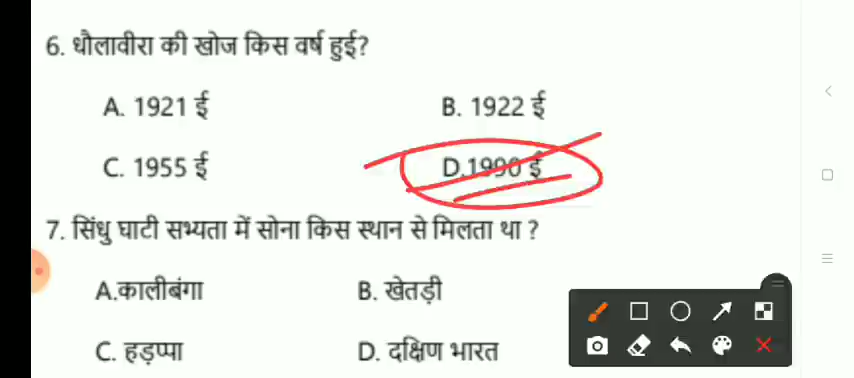 6. धौलावीरा की खोज किस वर्ष हुई?
A. 1921 ई B. 1922 ई
C. 1955 ई D.1990 ई
7. सिंधु घाटी सभ्यता में सोना किस स्थान से मिलता था ?
A.कालीबंगा B. खेतड़ी
C. हड़प्पा D. दक्षिण भारत